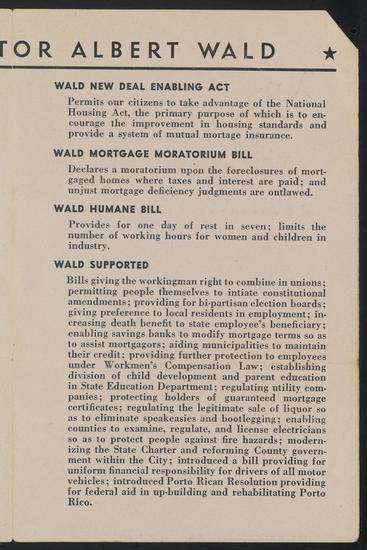 TOR ALBERT WALD ★
WALD NEW DEAL ENABLING ACT
Permits our citizens to take advantage of the National
Housing Act, the primary purpose of which is to en-
courage the improvement in housing standards and
provide a system of mutual mortage insurance.
WALD MORTGAGE MORATORIUM BILL
Declares a moratorium upon the foreclosures of mort-
gaged homes where taxes and interest are paid; and
unjust mortgage deficiency judgments are outlawed.
WALD HUMANE BILL
Provides for one day of rest in seven; limits the
number of working hours for women and children in
industry.
WALD SUPPORTED
Bills giving the workingman right to combine in unions;
permitting people themselves to intiate constitutional
amendments; providing for bi-partisan election boards;
giving preference to local residents in employment; in-
creasing death benefit to state employee's beneficiary;
enabling savings banks to modify mortgage terms so as
to assist mortgagors; aiding municipalities to maintain
their credit; providing further protection to employees
under Workmen's Compensation Law; establishing
division of child development and parent education
in State Education Department; regulating utility com-
panies; protecting holders of guaranteed mortgage
certificates; regulating the legitimate sale of liquor so
as to eliminate speakeasies and bootlegging; enabling
counties to examine, regulate, and license electricians
so as to protect people against fire hazards; modern-
izing the State Charter and reforming County govern-
ment within the City; introduced a bill providing for
uniform financial responsibility for drivers of all motor
vehicles; introduced Porto Rican Resolution providing
for federal aid in up-building and rehabilitating Porto
Rico.